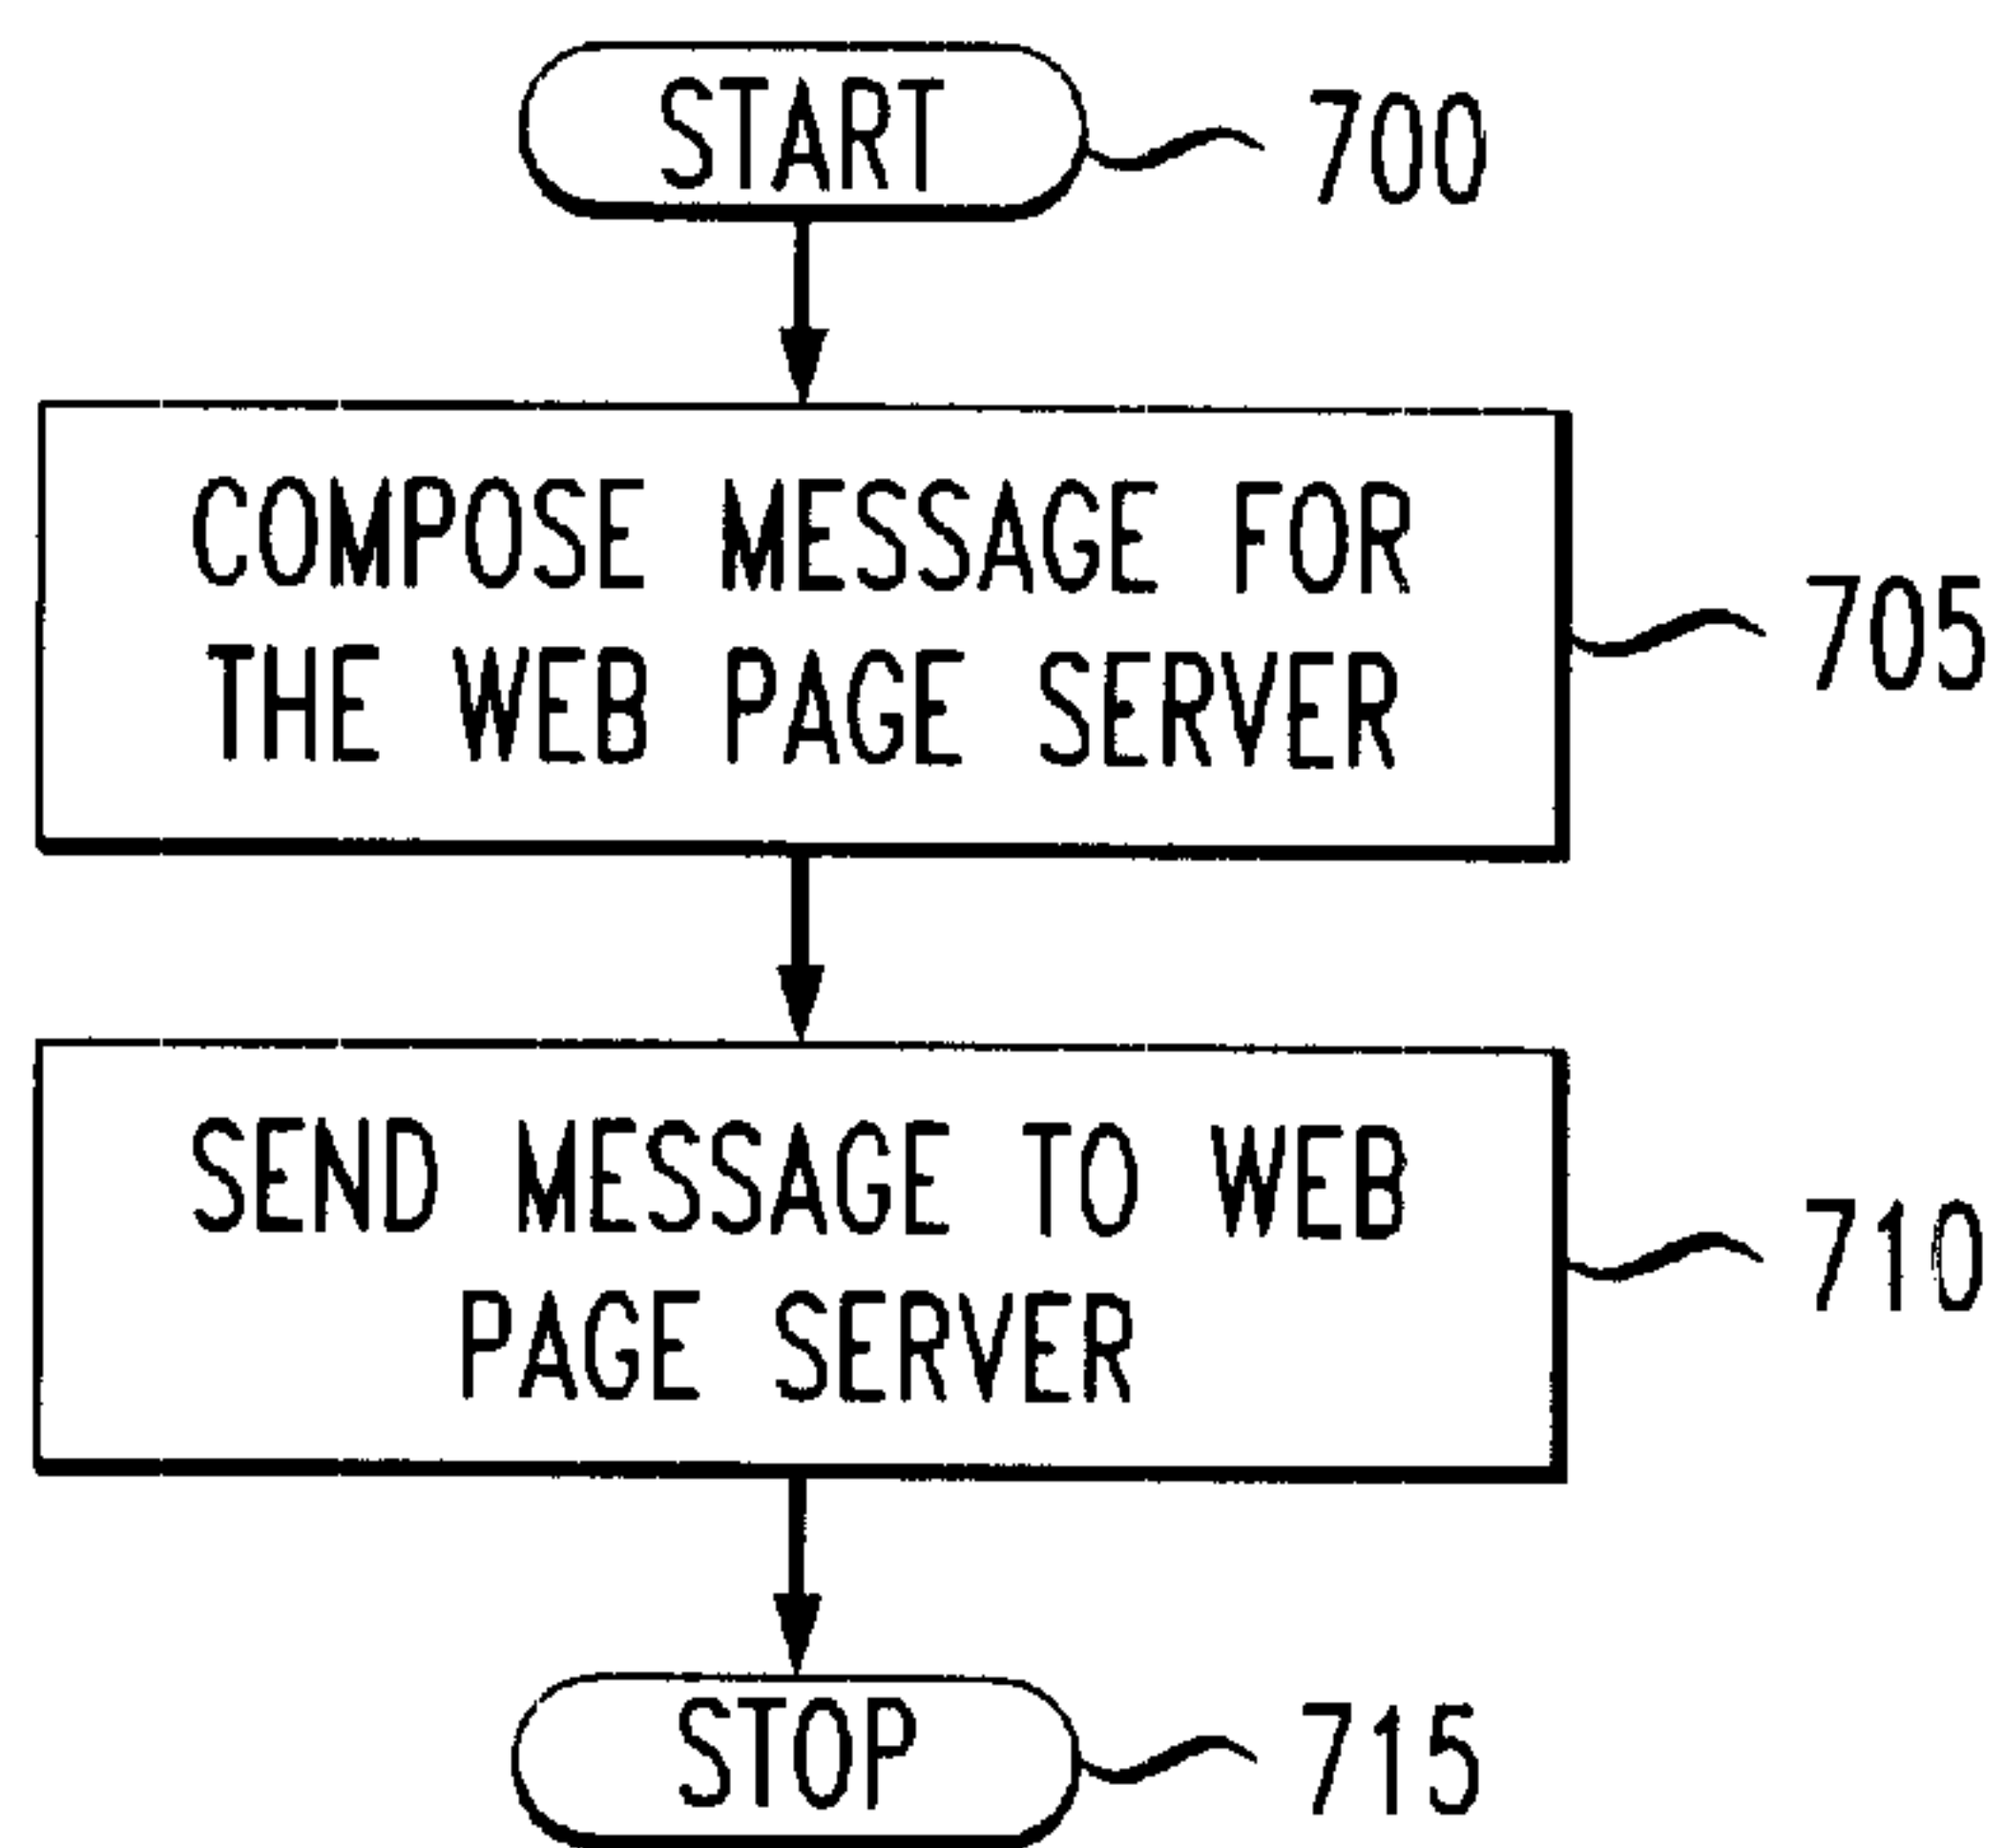 START
700
COMPOSE MESSAGE FOR
THE WEB PAGE SERVER
705
SEND MESSAGE TO WEB
PAGE SERVER
710
STOP
715